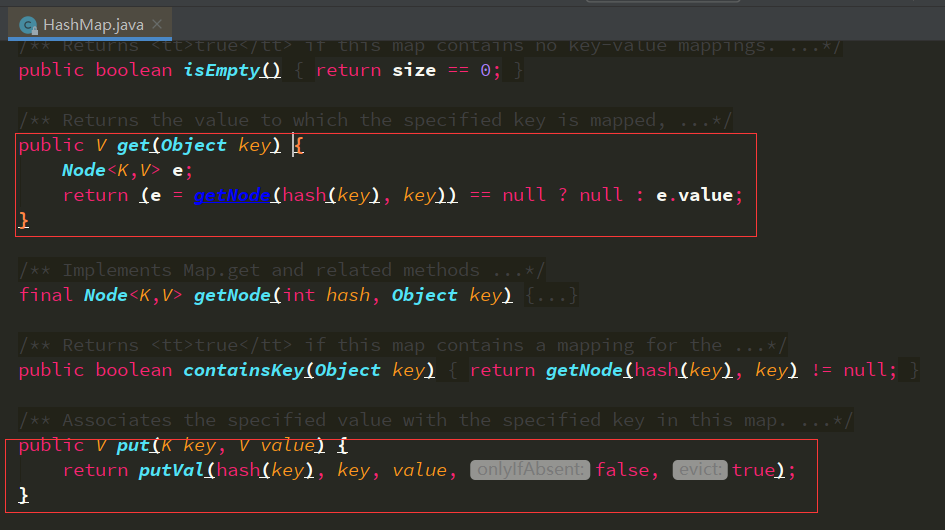 HashMap.java
/** Returns <tt>true</tt> if this map contains no key-value mappings. ...*/
public boolean isEmpty() { return size == 0; }
/** Returns the value to which the specified key is mapped, ...*/
public V get(Object key) {
    Node<K,V> e;
    return (e = getNode(hash(key), key)) == null ? null : e.value;
}
/** Implements Map.get and related methods ...*/
final Node<K,V> getNode(int hash, Object key) {...}
/** Returns <tt>true</tt> if this map contains a mapping for the ...*/
public boolean containsKey(Object key) { return getNode(hash(key), key) != null; }
/** Associates the specified value with the specified key in this map. ...*/
public V put(K key, V value) {
    return putVal(hash(key), key, value, onlyIfAbsent: false, evict: true);
}